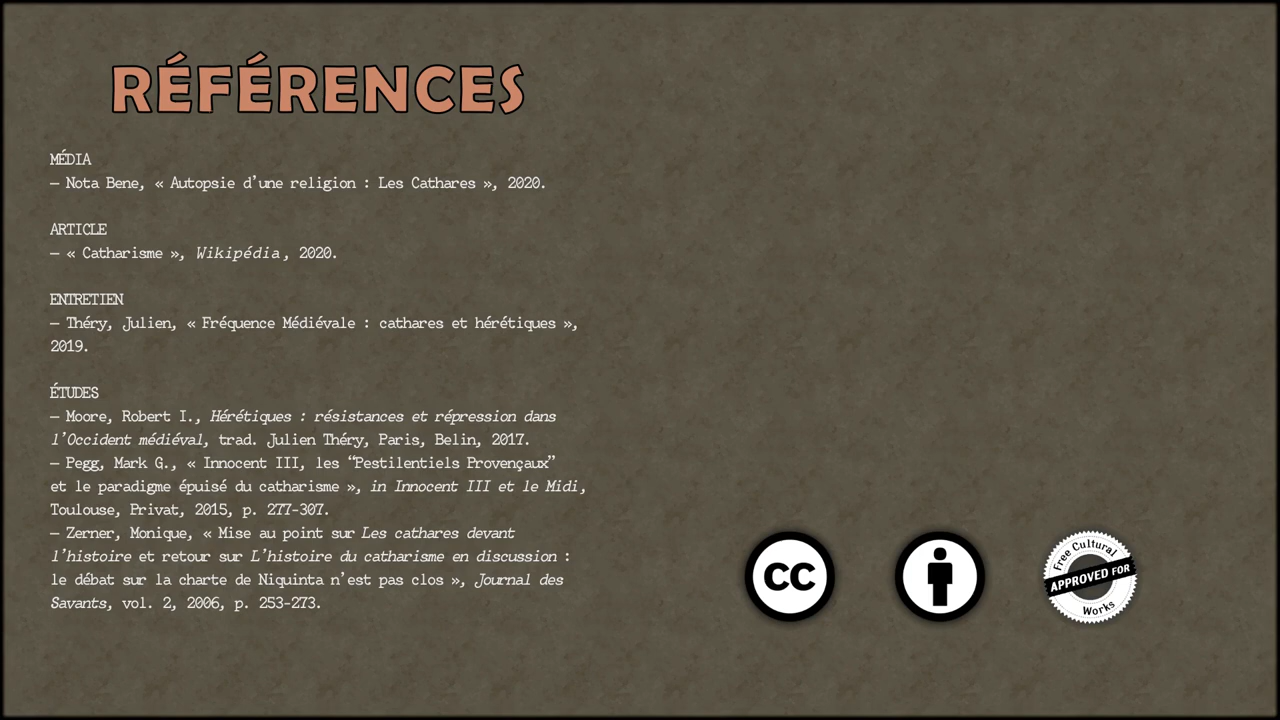 RÉFÉRENCES
MÉDIA
– Nota Bene, « Autopsie d’une religion : Les Cathares », 2020.
ARTICLE
– « Catharisme », Wikipédia, 2020.
ENTRETIEN
– Théry, Julien, « Fréquence Médiévale : cathares et hérétiques »,
2019.
ÉTUDES
– Moore, Robert I., Hérétiques : résistances et répression dans
l’Occident médiéval, trad. Julien Théry, Paris, Belin, 2017.
– Pegg, Mark G., « Innocent III, les “Pestilentiels Provençaux”
et le paradigme épuisé du catharisme », in Innocent III et le Midi,
Toulouse, Privat, 2015, p. 277-307.
– Zerner, Monique, « Mise au point sur Les cathares devant
l’histoire et retour sur L’histoire du catharisme en discussion :
le débat sur la charte de Niquinta n’est pas clos », Journal des
Savants, vol. 2, 2006, p. 253-273.
CC
Free Cultural
APPROVED FOR
Works